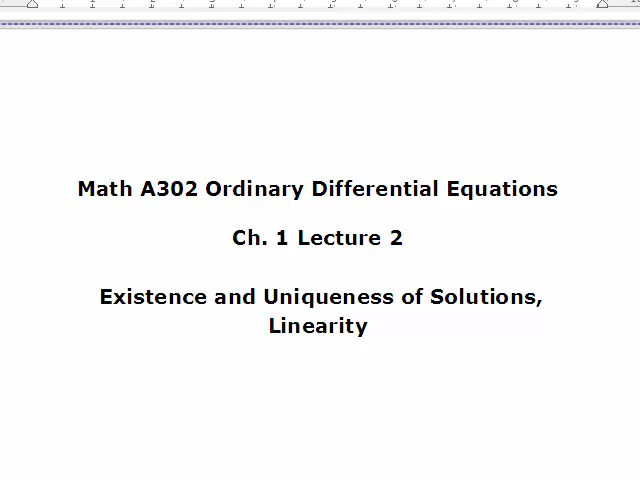 Math A302 Ordinary Differential Equations
Ch. 1 Lecture 2
Existence and Uniqueness of Solutions,
Linearity